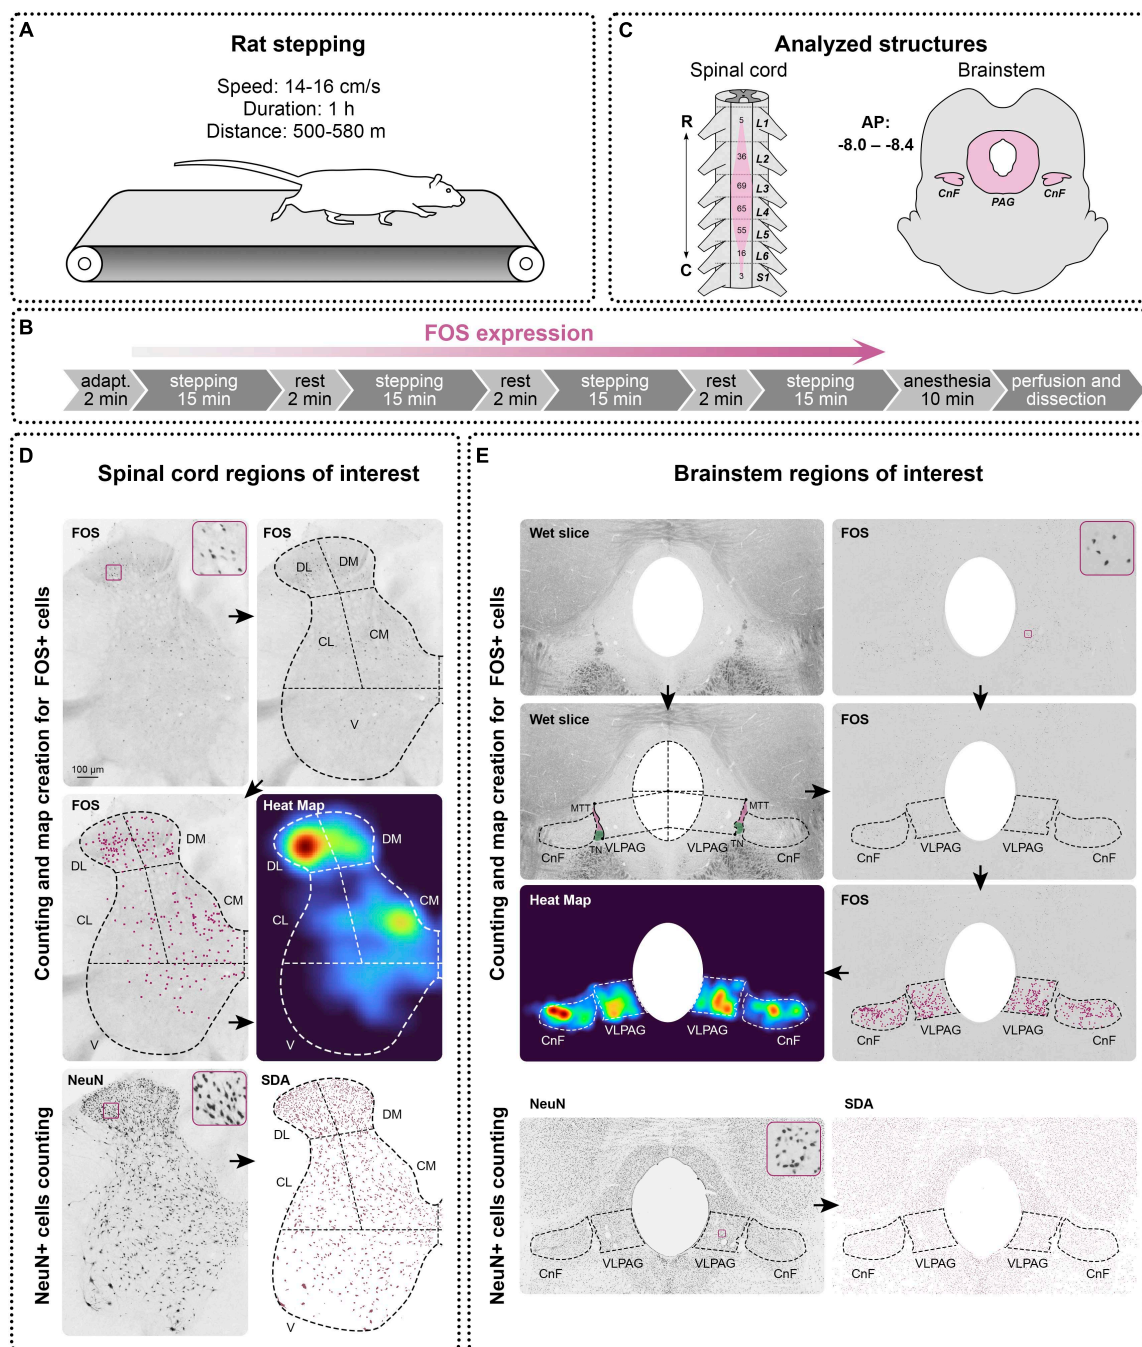 A
Rat stepping
Speed: 14-16 cm/s
Duration: 1 h
Distance: 500-580 m
C
Analyzed structures
Spinal cord
Brainstem
R
C
5
36
69
65
55
16
3
L1
L2
L3
L4
L5
L6
S1
AP:
-8.0 – -8.4
CnF
PAG
CnF
B
FOS expression
adapt.
2 min
stepping
15 min
rest
2 min
stepping
15 min
rest
2 min
stepping
15 min
rest
2 min
stepping
15 min
anesthesia
10 min
perfusion and
dissection
D
Spinal cord regions of interest
Counting and map creation for FOS+ cells
FOS
100 µm
FOS
DL
DM
CL
CM
V
FOS
DM
DL
CM
CL
V
Heat Map
DM
DL
CM
CL
V
NeuN+ cells counting
NeuN
SDA
DM
DL
CM
CL
V
E
Brainstem regions of interest
Counting and map creation for FOS+ cells
Wet slice
FOS
Wet slice
MTT
MTT
TN
TN
CnF
VLPAG
VLPAG
CnF
FOS
CnF
VLPAG
VLPAG
CnF
Heat Map
CnF
VLPAG
VLPAG
CnF
FOS
CnF
VLPAG
VLPAG
CnF
NeuN+ cells counting
NeuN
CnF
VLPAG
VLPAG
CnF
SDA
CnF
VLPAG
VLPAG
CnF